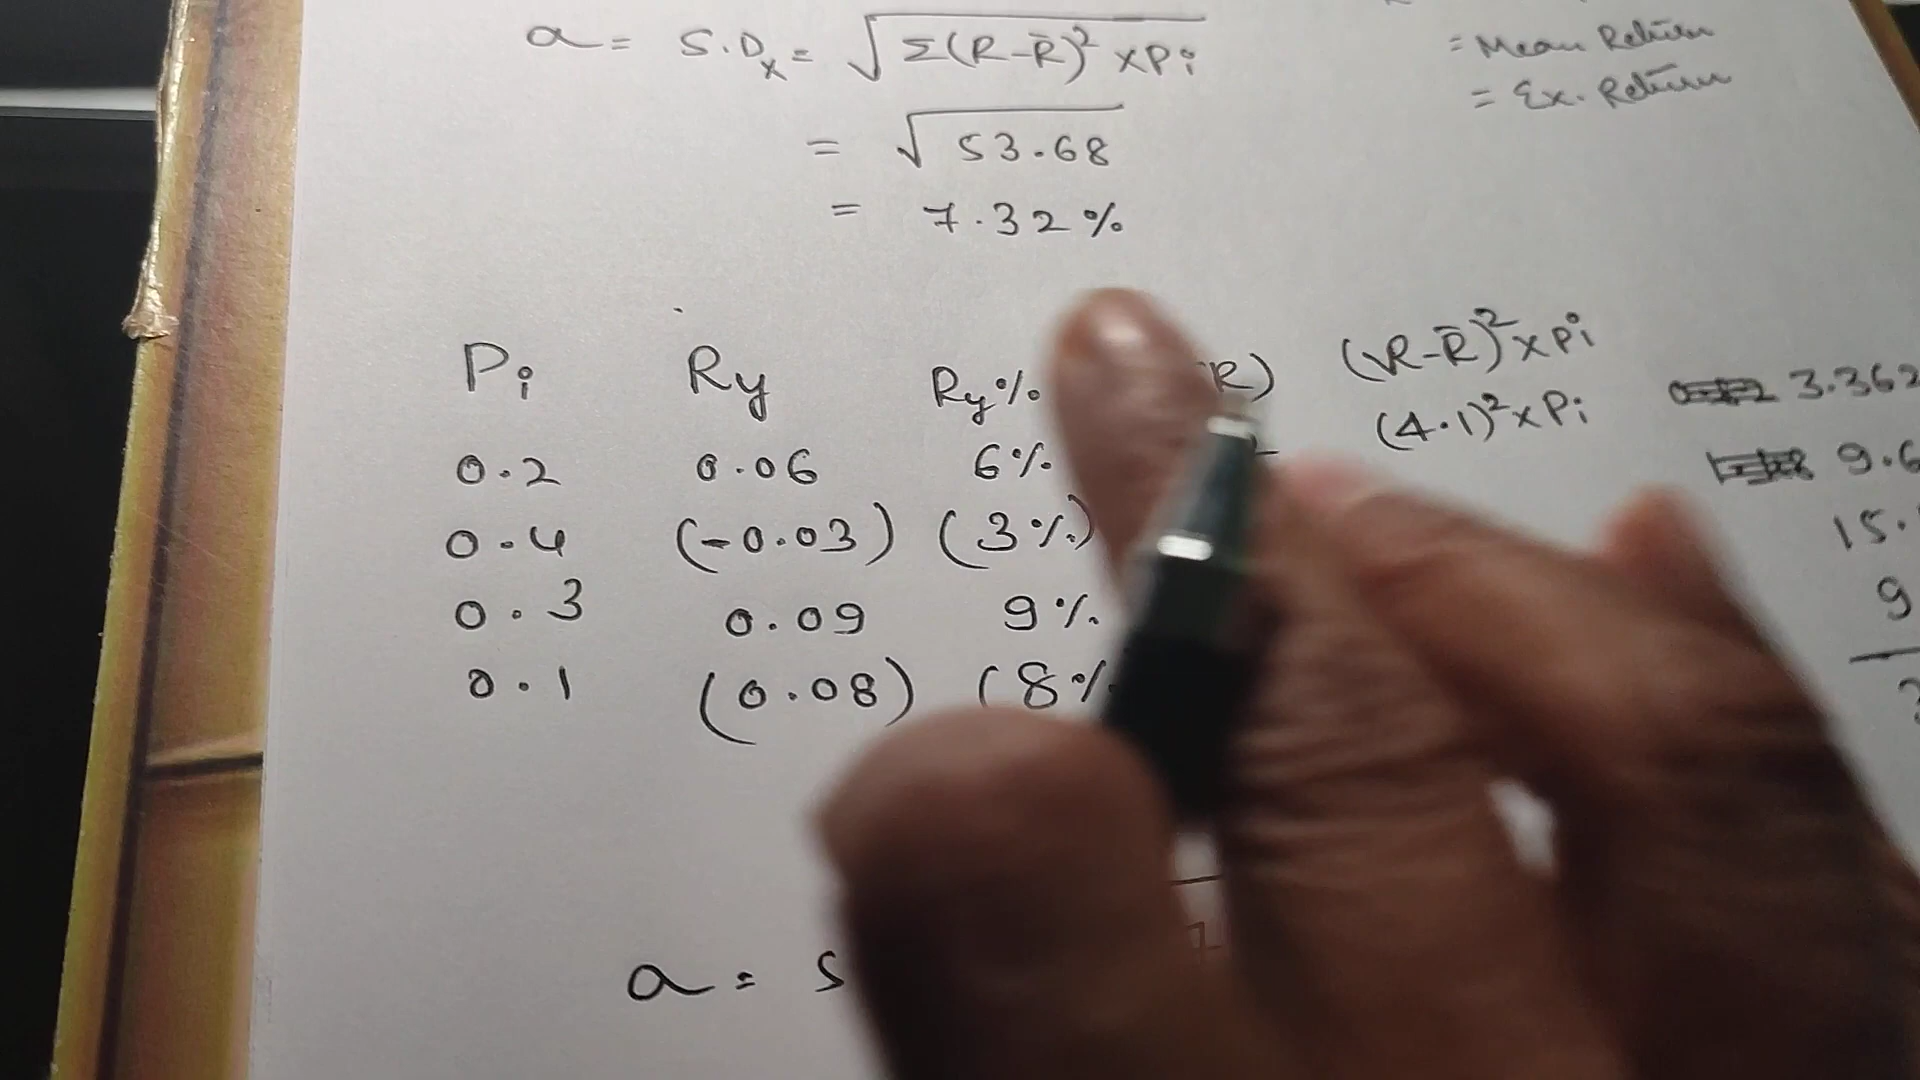 a = S.Dₓ = √Σ(R-R̄)² x Pi
= Mean Return
= Ex. Return
= √53.68
= 7.32%
Pi Ry Ry% R) (R-R̄)² x Pi
(4.1)² x Pi 3.362
0.2 0.06 6% 9.6
0.4 (-0.03) (3%) 15.
0.3 0.09 9% 9
0.1 (0.08) (8%
a = S